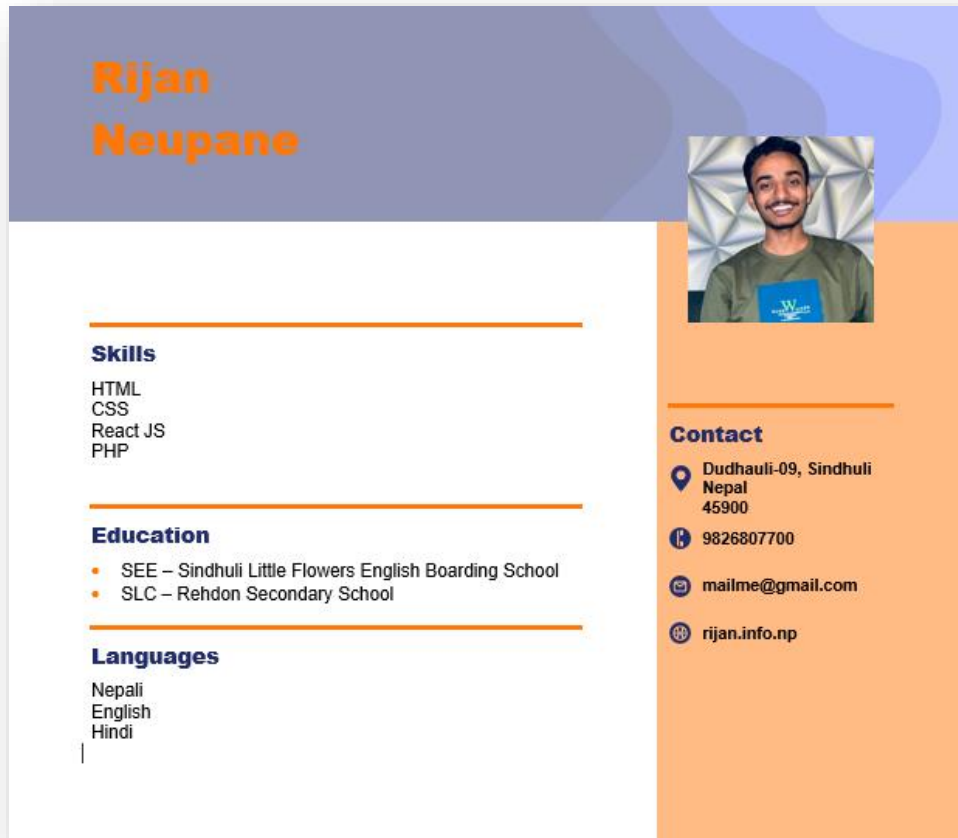 Rijan
Neupane
Skills
HTML
CSS
React JS
PHP
Education
• SEE – Sindhuli Little Flowers English Boarding School
• SLC – Rehdon Secondary School
Languages
Nepali
English
Hindi
W
Contact
Dudhauli-09, Sindhuli
Nepal
45900
9826807700
mailme@gmail.com
rijan.info.np